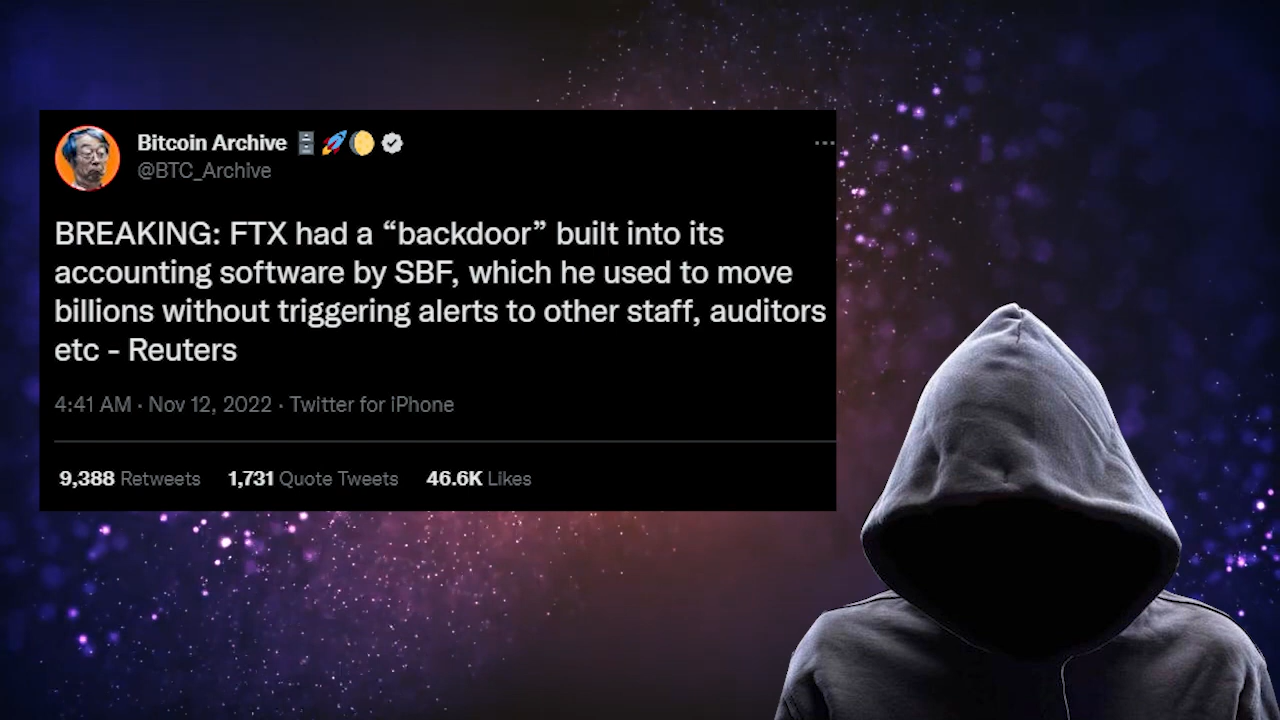 Bitcoin Archive 🗄🚀🌔
@BTC_Archive
BREAKING: FTX had a “backdoor” built into its
accounting software by SBF, which he used to move
billions without triggering alerts to other staff, auditors
etc - Reuters
4:41 AM · Nov 12, 2022 · Twitter for iPhone
9,388 Retweets 1,731 Quote Tweets 46.6K Likes